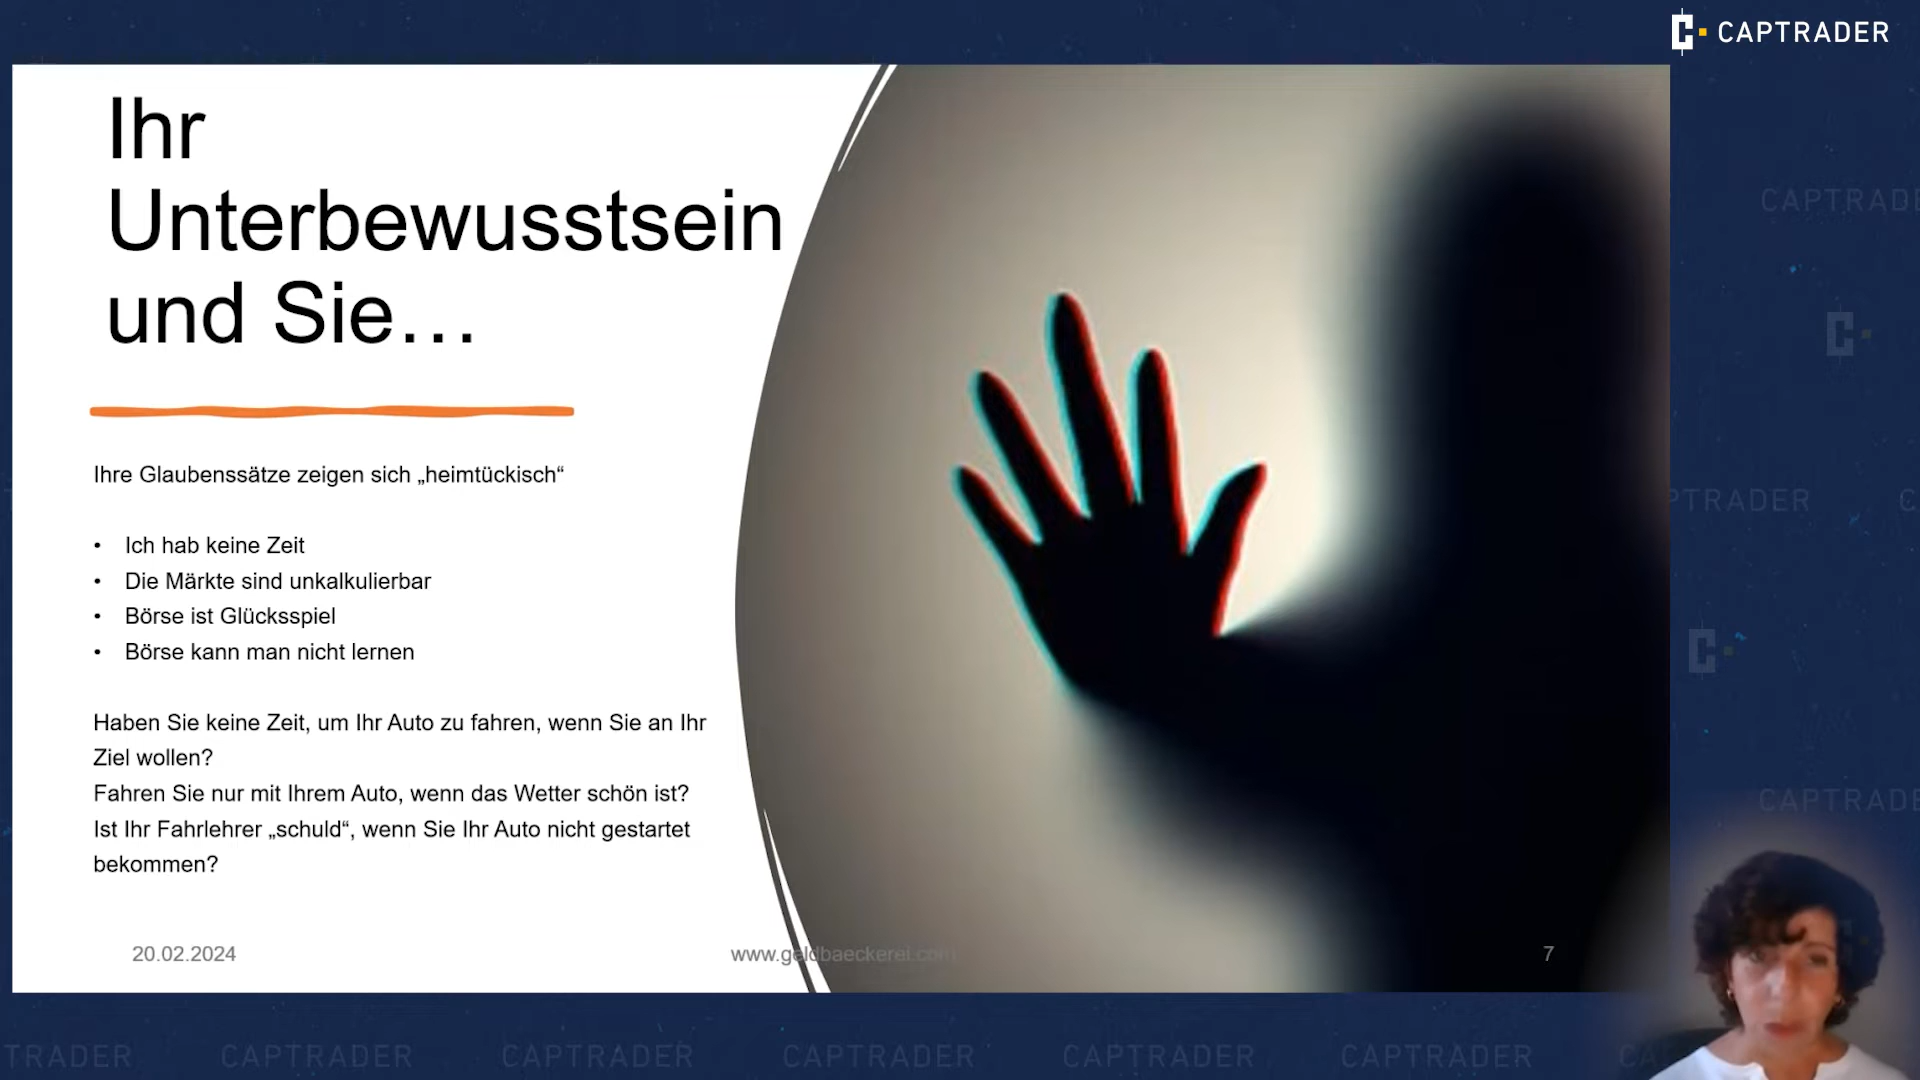 CAPTRADER
Ihr
Unterbewusstsein
und Sie…
Ihre Glaubenssätze zeigen sich „heimtückisch“
• Ich hab keine Zeit
• Die Märkte sind unkalkulierbar
• Börse ist Glücksspiel
• Börse kann man nicht lernen
Haben Sie keine Zeit, um Ihr Auto zu fahren, wenn Sie an Ihr
Ziel wollen?
Fahren Sie nur mit Ihrem Auto, wenn das Wetter schön ist?
Ist Ihr Fahrlehrer „schuld“, wenn Sie Ihr Auto nicht gestartet
bekommen?
20.02.2024
www.geldbaeckerei.com
7
CAPTRADE
PTRADER
CAPTRADE
TRADER CAPTRADER CAPTRADER CAPTRADER CAPTRADER CAPTRADER CA